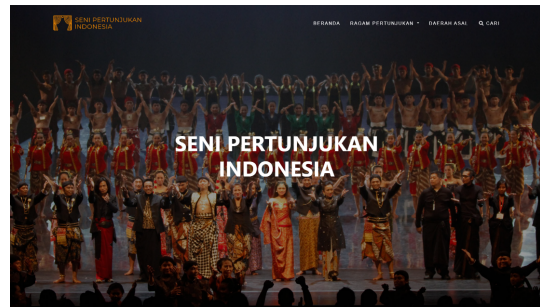 SENI PERTUNJUKAN
INDONESIA
BERANDA RAGAM PERTUNJUKAN DAERAH ASAL CARI
SENI PERTUNJUKAN
INDONESIA